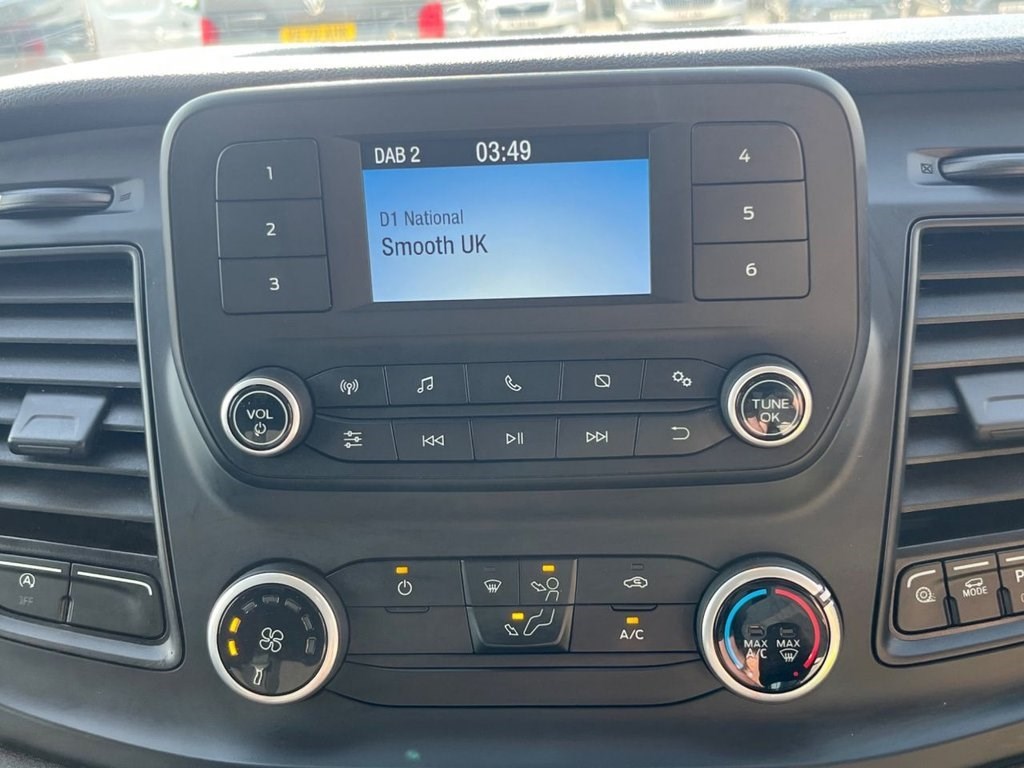 DAB 2 03:49
D1 National
Smooth UK
1
2
3
4
5
6
VOL
TUNE
OK
A
OFF
A/C
MAX
A/C
MAX
MODE
P